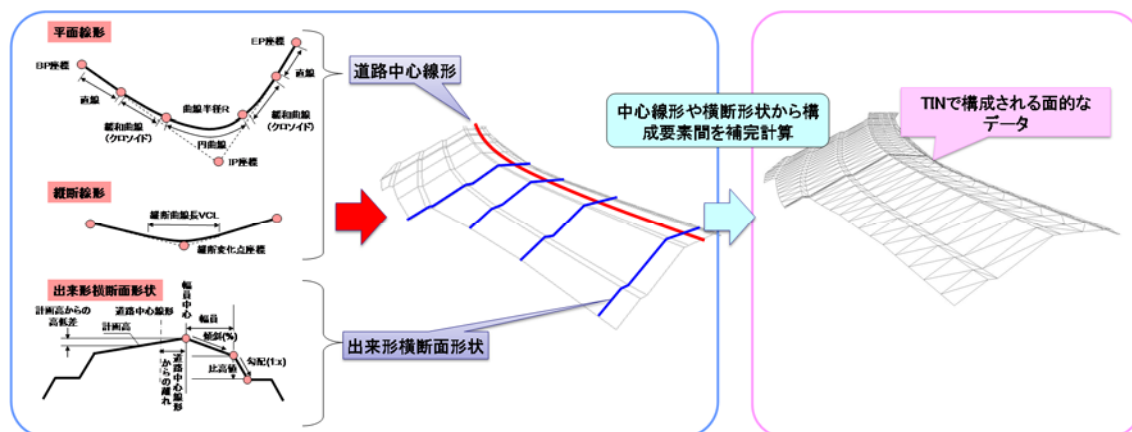 平面線形
EP座標
BP座標
直線
直線
曲線半径R
緩和曲線
(クロソイド)
緩和曲線
(クロソイド)
円曲線
IP座標
縦断線形
縦断曲線長VCL
縦断変化点座標
出来形横断面形状
計画高からの
高低差
道路中心線形
計画高
幅員中心
幅員
傾斜(%)
勾配(1:x)
比高値
道路中心線形
からの離れ
道路中心線形
出来形横断面形状
中心線形や横断形状から構
成要素間を補完計算
TINで構成される面的な
データ